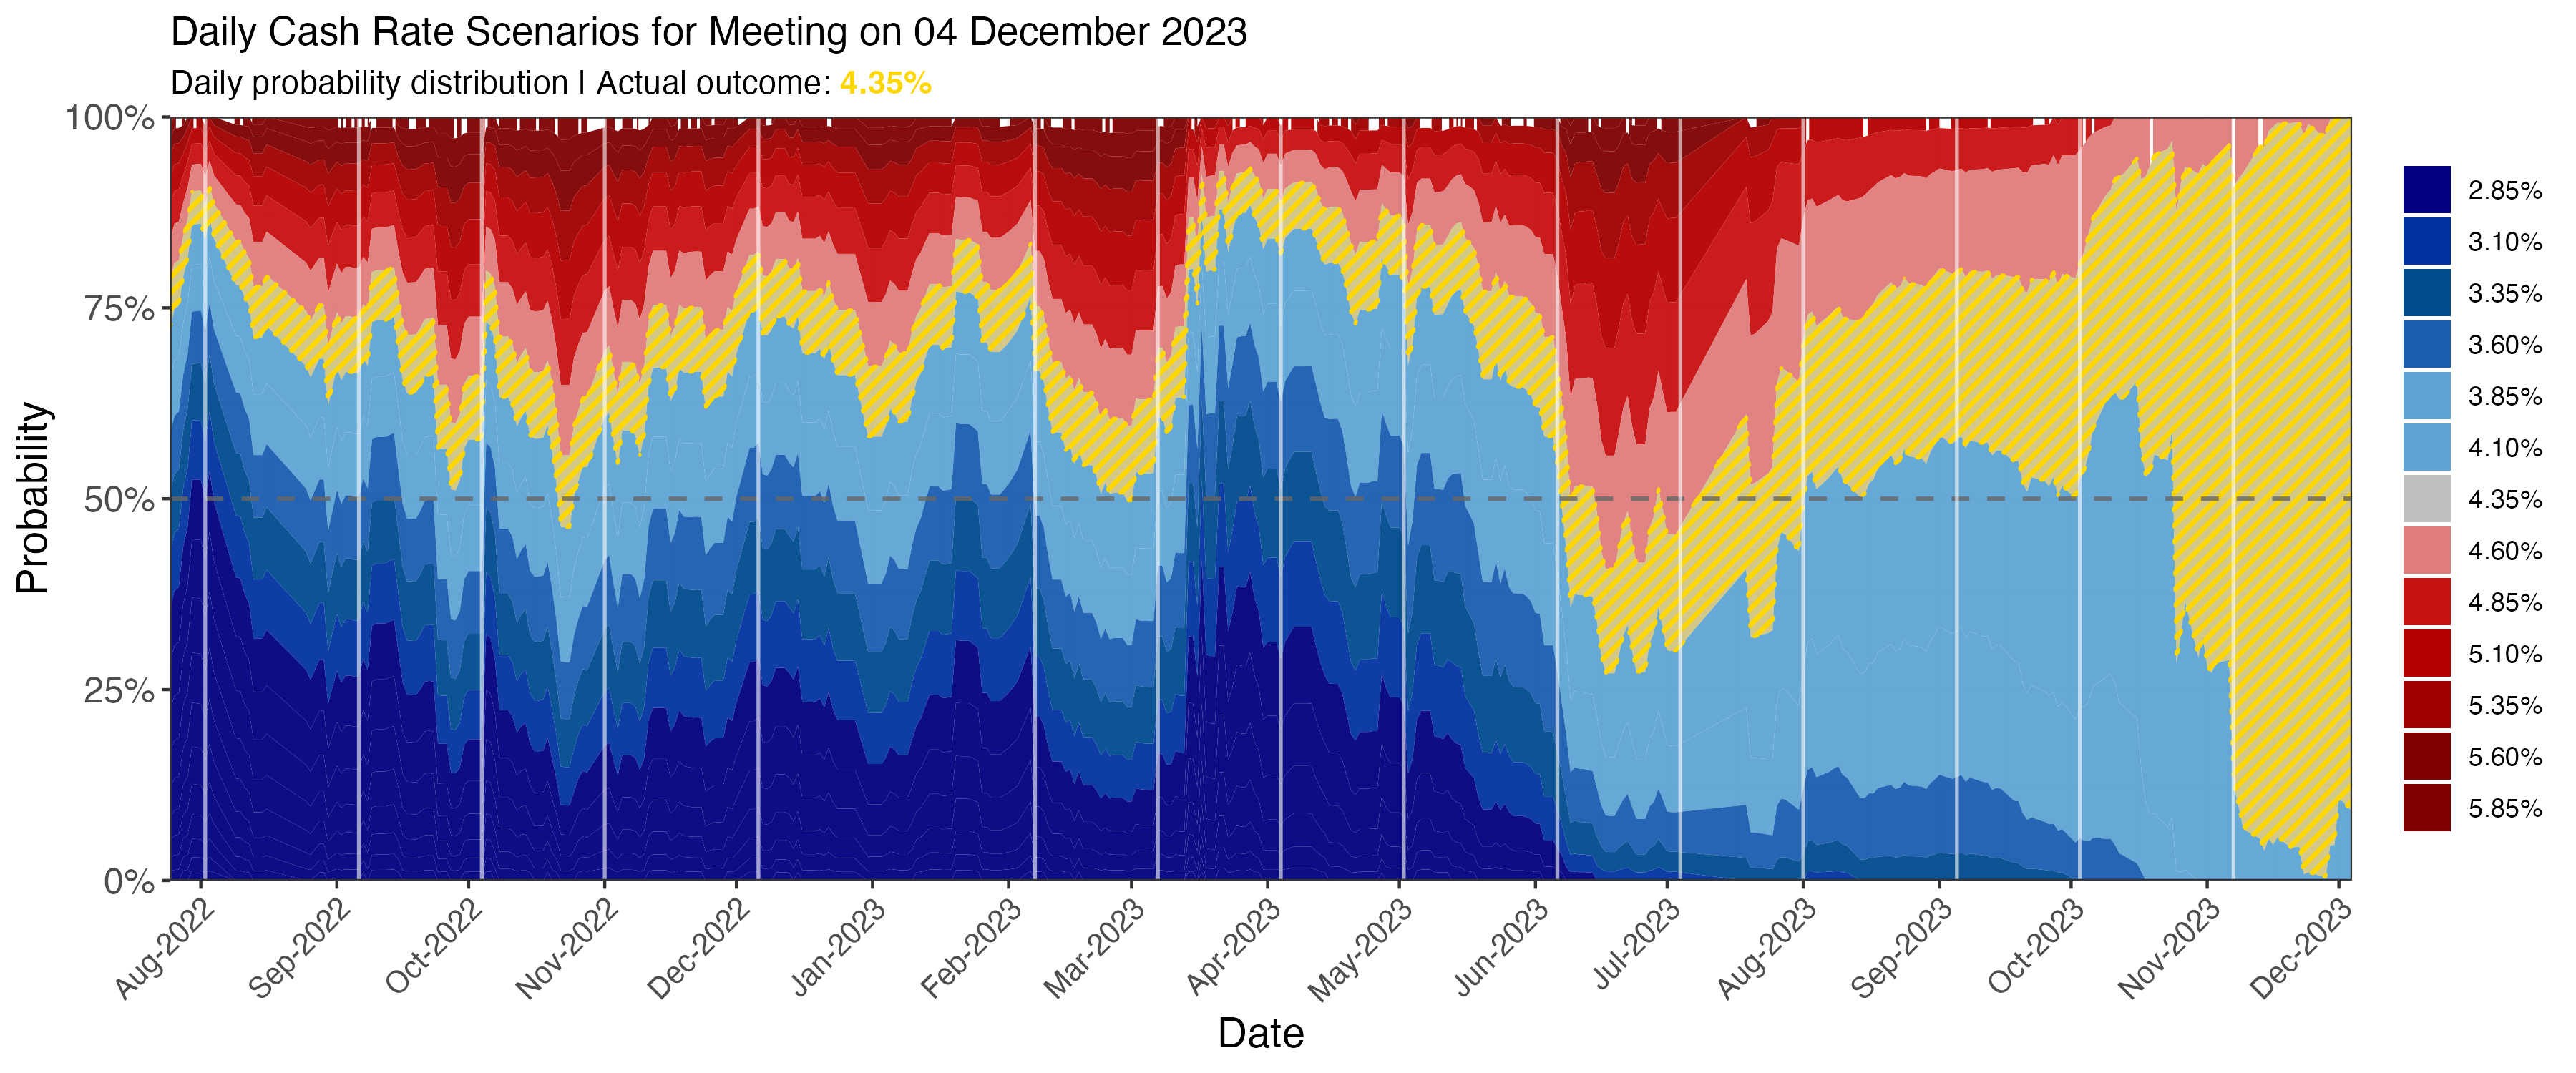 Daily Cash Rate Scenarios for Meeting on 04 December 2023
Daily probability distribution | Actual outcome: 4.35%
Probability
100%
75%
50%
25%
0%
Aug-2022
Sep-2022
Oct-2022
Nov-2022
Dec-2022
Jan-2023
Feb-2023
Mar-2023
Apr-2023
May-2023
Jun-2023
Jul-2023
Aug-2023
Sep-2023
Oct-2023
Nov-2023
Dec-2023
Date
2.85%
3.10%
3.35%
3.60%
3.85%
4.10%
4.35%
4.60%
4.85%
5.10%
5.35%
5.60%
5.85%